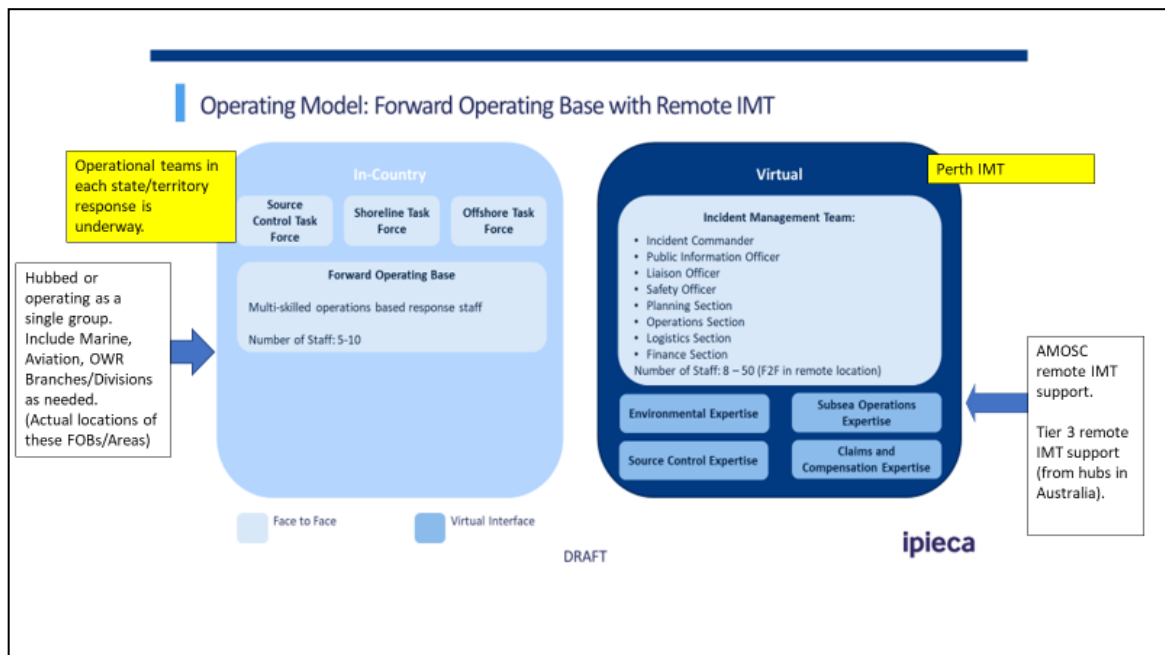 Operating Model: Forward Operating Base with Remote IMT
Operational teams in
each state/territory
response is
underway.
Hubbed or
operating as a
single group.
Include Marine,
Aviation, OWR
Branches/Divisions
as needed.
(Actual locations of
these FOBs/Areas)
In-Country
Source
Control Task
Force
Shoreline Task
Force
Offshore Task
Force
Forward Operating Base
Multi-skilled operations based response staff
Number of Staff: 5-10
Virtual
Perth IMT
Incident Management Team:
• Incident Commander
• Public Information Officer
• Liaison Officer
• Safety Officer
• Planning Section
• Operations Section
• Logistics Section
• Finance Section
Number of Staff: 8 – 50 (F2F in remote location)
Environmental Expertise
Subsea Operations
Expertise
Source Control Expertise
Claims and
Compensation Expertise
AMOSC
remote IMT
support.
Tier 3 remote
IMT support
(from hubs in
Australia).
Face to Face
Virtual Interface
DRAFT
ipieca